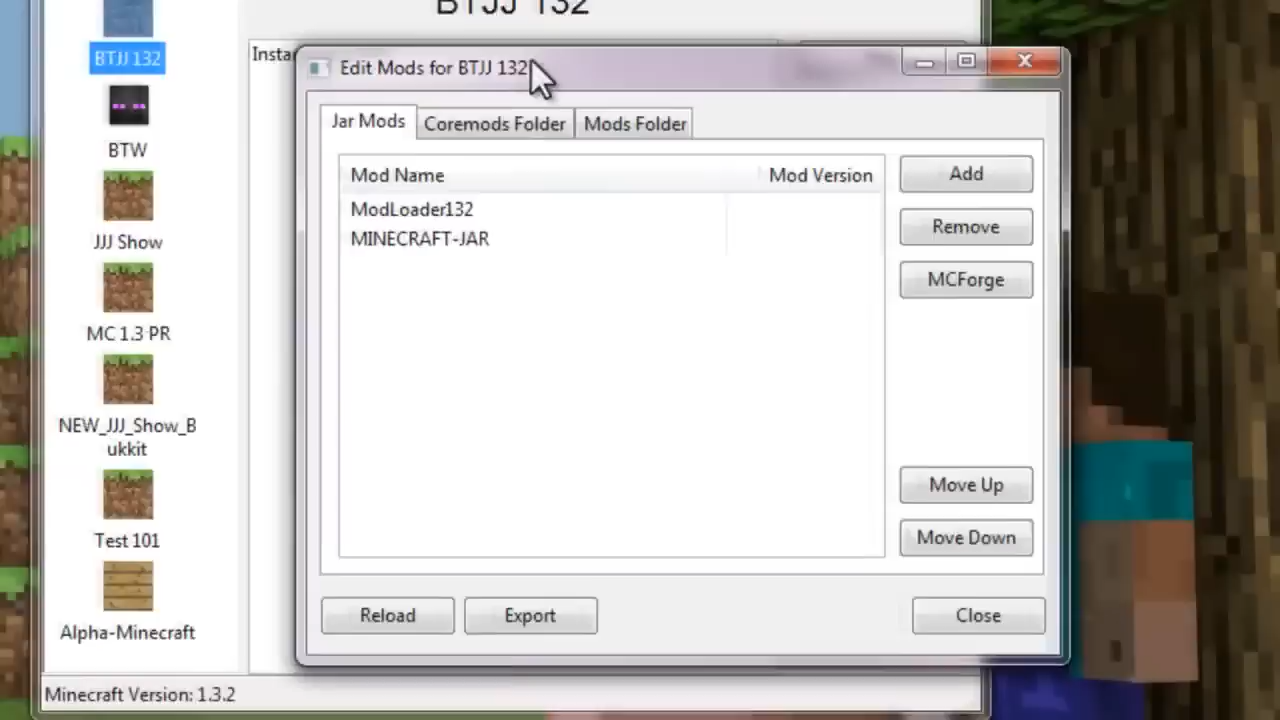 BTJJ 132
BTJJ 132
BTW
JJJ Show
MC 1.3 PR
NEW_JJJ_Show_B
ukkit
Test 101
Alpha-Minecraft
Minecraft Version: 1.3.2
Insta
Edit Mods for BTJJ 132
Jar Mods
Coremods Folder
Mods Folder
Mod Name
Mod Version
ModLoader132
MINECRAFT-JAR
Add
Remove
MCForge
Move Up
Move Down
Reload
Export
Close